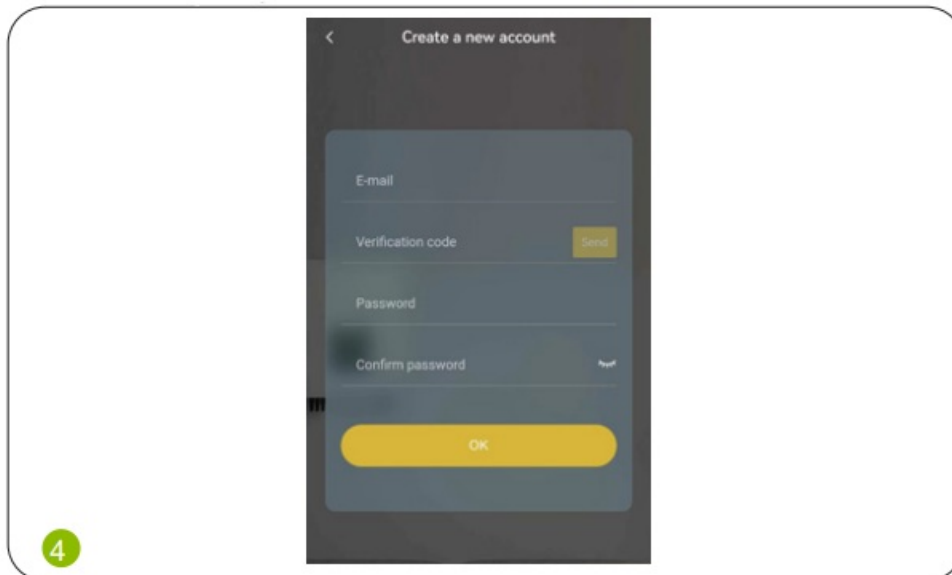 Create a new account
E-mail
Verification code Send
Password
Confirm password
OK
4